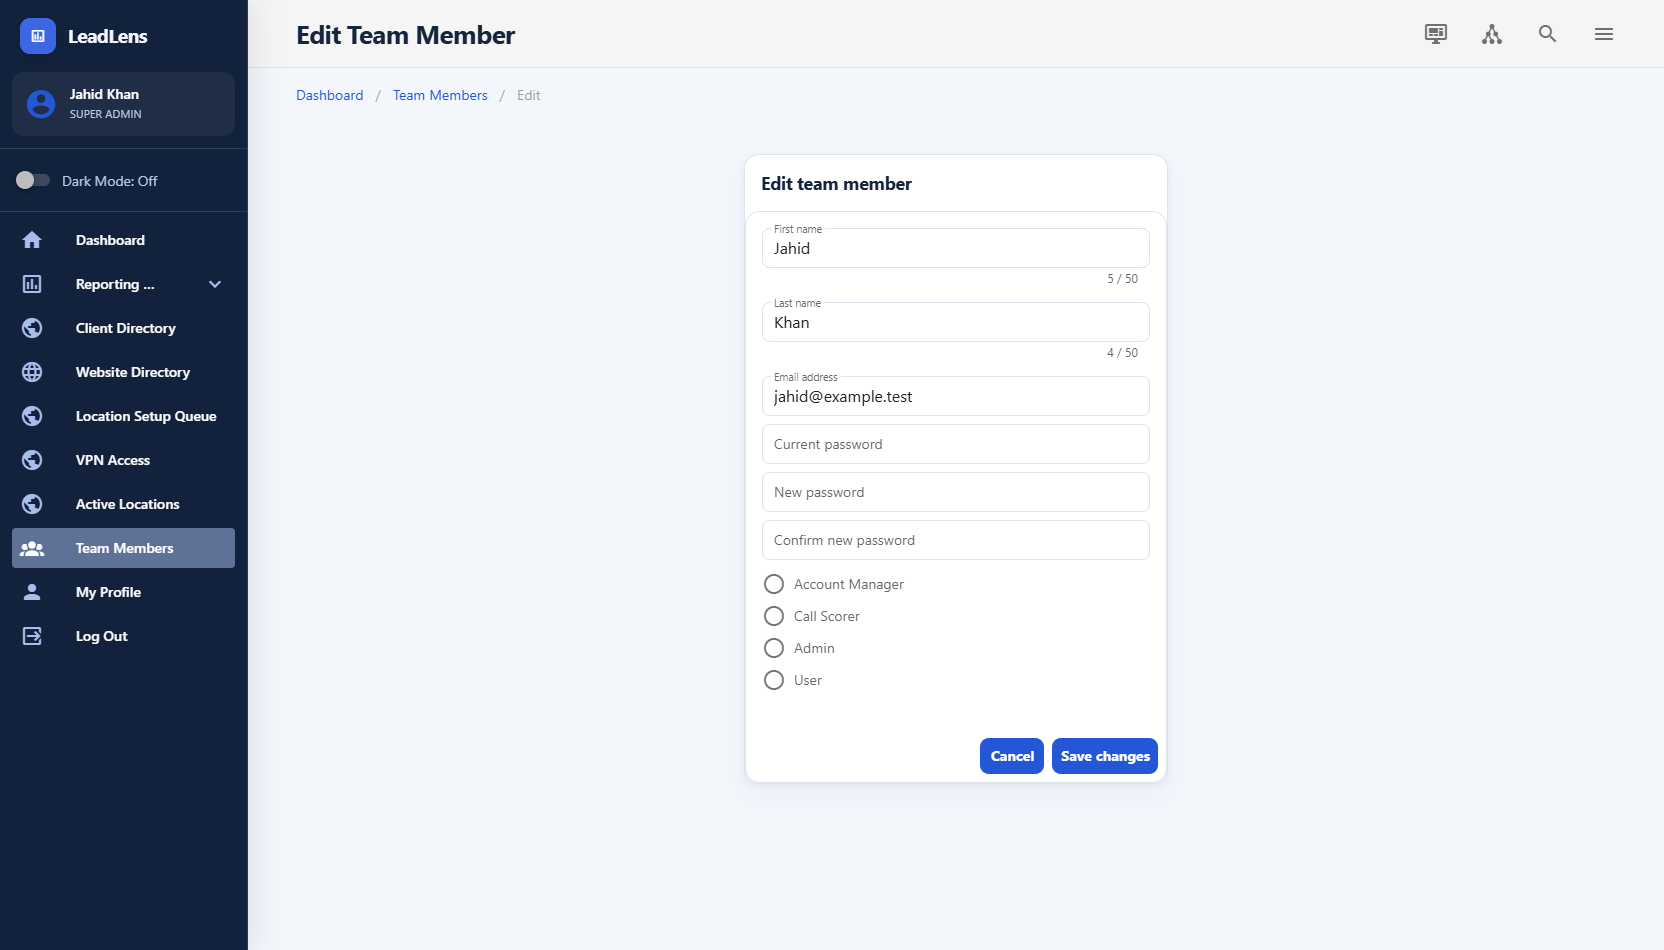 LeadLens
Jahid Khan
SUPER ADMIN
Dark Mode: Off
Dashboard
Reporting ...
Client Directory
Website Directory
Location Setup Queue
VPN Access
Active Locations
Team Members
My Profile
Log Out
Edit Team Member
Dashboard / Team Members / Edit
Edit team member
First name
Jahid
5 / 50
Last name
Khan
4 / 50
Email address
jahid@example.test
Current password
New password
Confirm new password
Account Manager
Call Scorer
Admin
User
Cancel Save changes